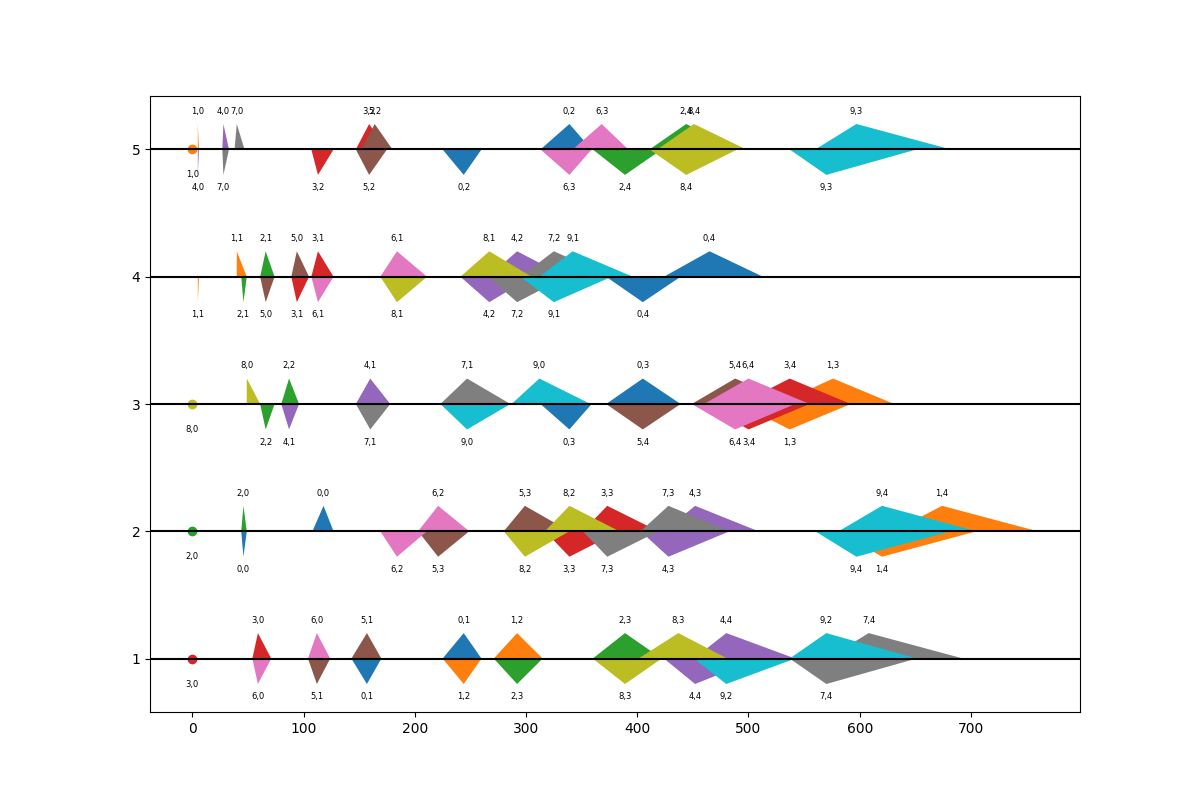 1,0 4,0 7,0 3,2 5,2 0,2 6,3 2,4 8,4 9,3
5
1,0
4,0 7,0 3,2 5,2 0,2 6,3 2,4 8,4 9,3
1,1 2,1 5,0 3,1 6,1 8,1 4,2 7,2 9,1 0,4
4
1,1 2,1 5,0 3,1 6,1 8,1 4,2 7,2 9,1 0,4
8,0 2,2 4,1 7,1 9,0 0,3 5,4 6,4 3,4 1,3
3
8,0
2,2 4,1 7,1 9,0 0,3 5,4 6,4 3,4 1,3
2,0 0,0 6,2 5,3 8,2 3,3 7,3 4,3 9,4 1,4
2
2,0
0,0 6,2 5,3 8,2 3,3 7,3 4,3 9,4 1,4
3,0 6,0 5,1 0,1 1,2 2,3 8,3 4,4 9,2 7,4
1
3,0
6,0 5,1 0,1 1,2 2,3 8,3 4,4 9,2 7,4
0 100 200 300 400 500 600 700